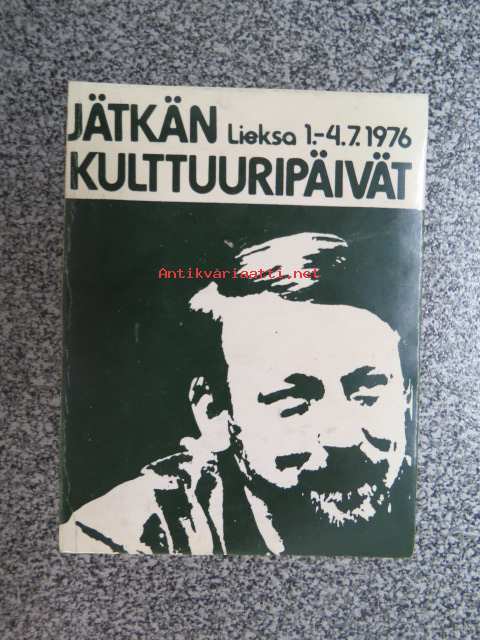 JÄTKÄN Lieksa 1.-4.7.1976
KULTTUURIPÄIVÄT
Antikvariaatti.net